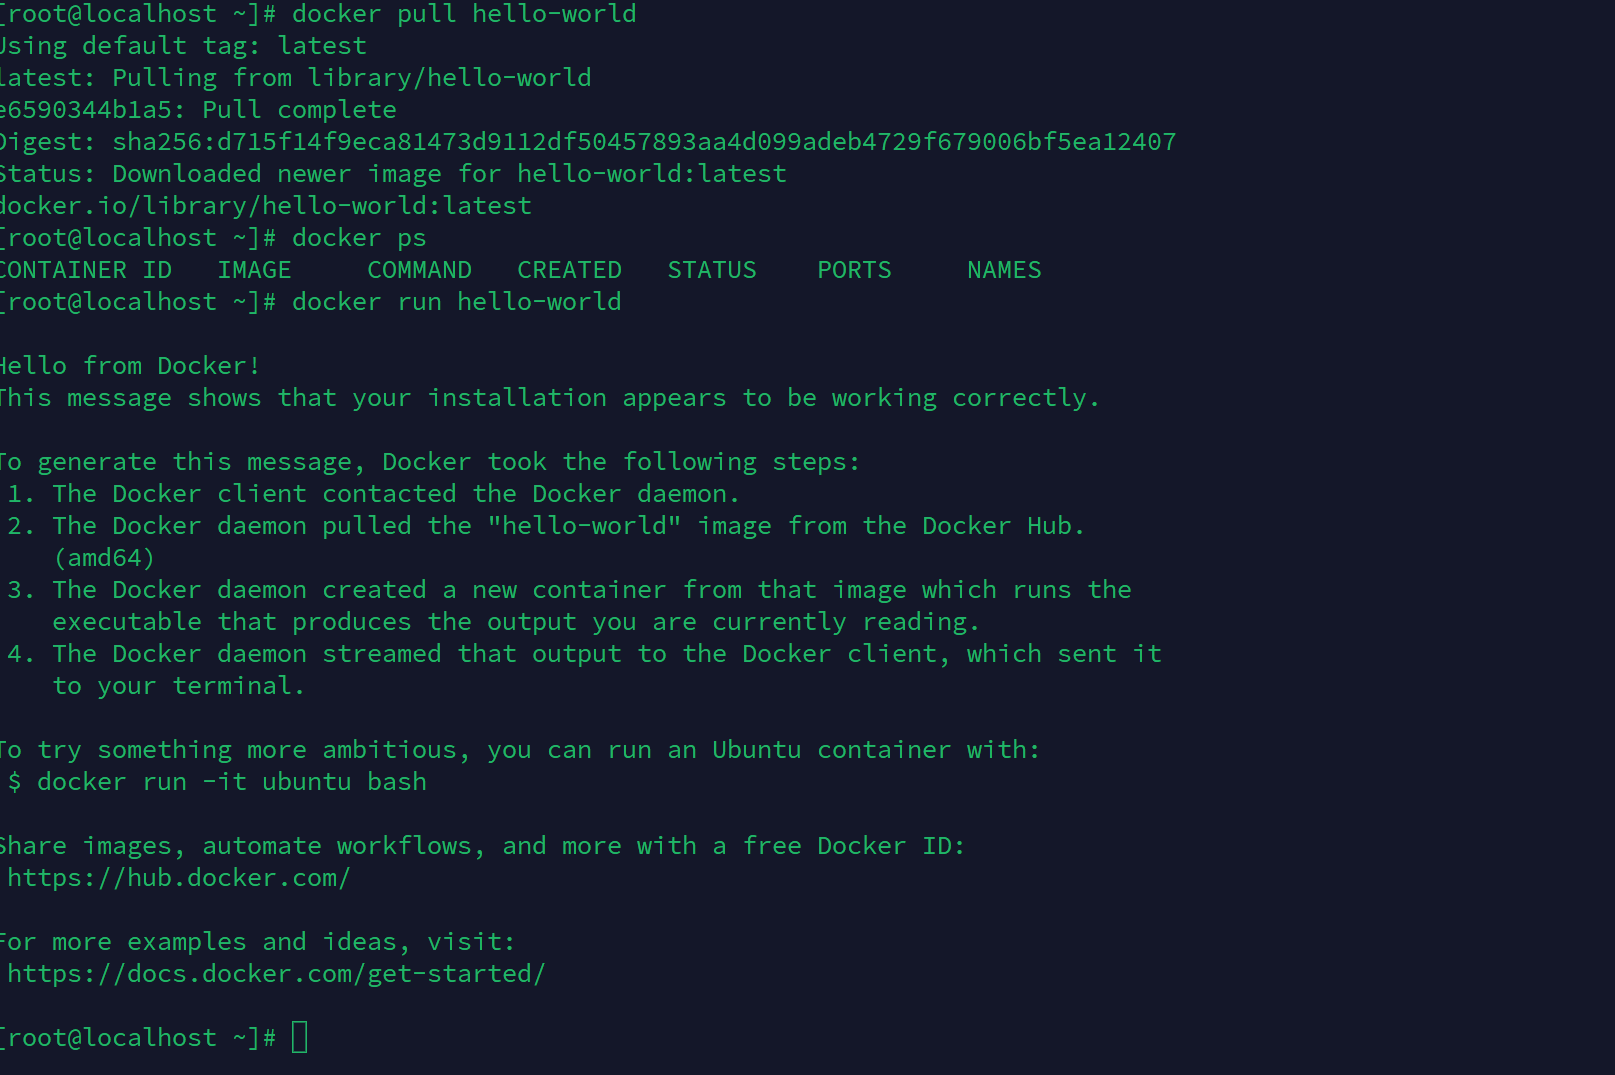 [root@localhost ~]# docker pull hello-world
Using default tag: latest
latest: Pulling from library/hello-world
e6590344b1a5: Pull complete
Digest: sha256:d715f14f9eca81473d9112df50457893aa4d099adeb4729f679006bf5ea12407
Status: Downloaded newer image for hello-world:latest
docker.io/library/hello-world:latest
[root@localhost ~]# docker ps
CONTAINER ID   IMAGE     COMMAND   CREATED   STATUS    PORTS     NAMES
[root@localhost ~]# docker run hello-world

Hello from Docker!
This message shows that your installation appears to be working correctly.

To generate this message, Docker took the following steps:
 1. The Docker client contacted the Docker daemon.
 2. The Docker daemon pulled the "hello-world" image from the Docker Hub.
    (amd64)
 3. The Docker daemon created a new container from that image which runs the
    executable that produces the output you are currently reading.
 4. The Docker daemon streamed that output to the Docker client, which sent it
    to your terminal.

To try something more ambitious, you can run an Ubuntu container with:
 $ docker run -it ubuntu bash

Share images, automate workflows, and more with a free Docker ID:
 https://hub.docker.com/

For more examples and ideas, visit:
 https://docs.docker.com/get-started/

[root@localhost ~]#